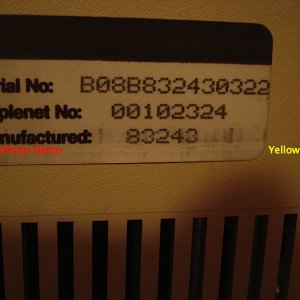 rial No: B08B832430322
plenet No: 00102324
nufactured: 83243
Photo Demo
Yellow